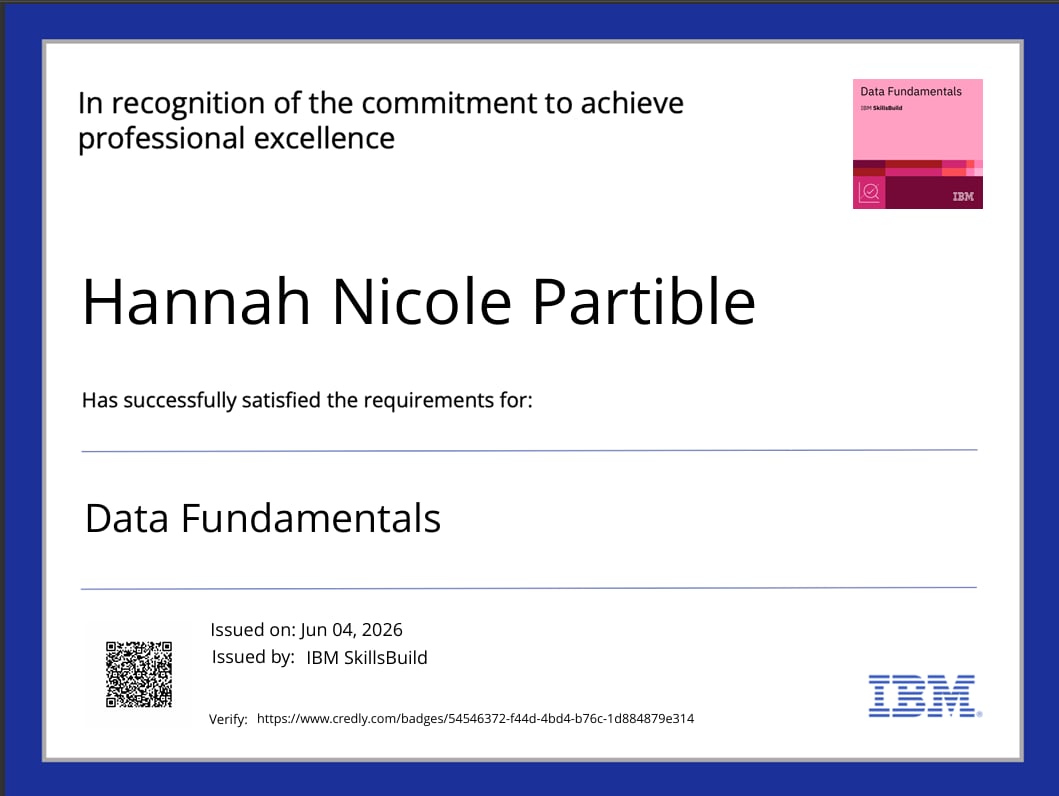 In recognition of the commitment to achieve
professional excellence
Data Fundamentals
IBM SkillsBuild
IBM
Hannah Nicole Partible
Has successfully satisfied the requirements for:
Data Fundamentals
Issued on: Jun 04, 2026
Issued by: IBM SkillsBuild
Verify: https://www.credly.com/badges/54546372-f44d-4bd4-b76c-1d884879e314
IBM®